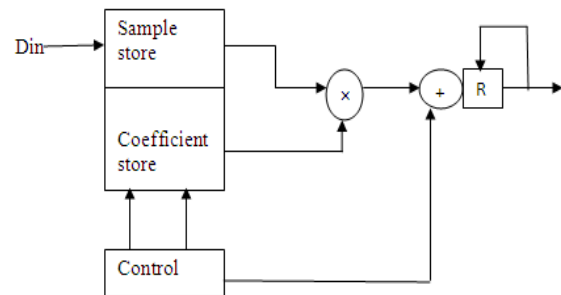 Din
Sample
store
×
+
R
Coefficient
store
Control